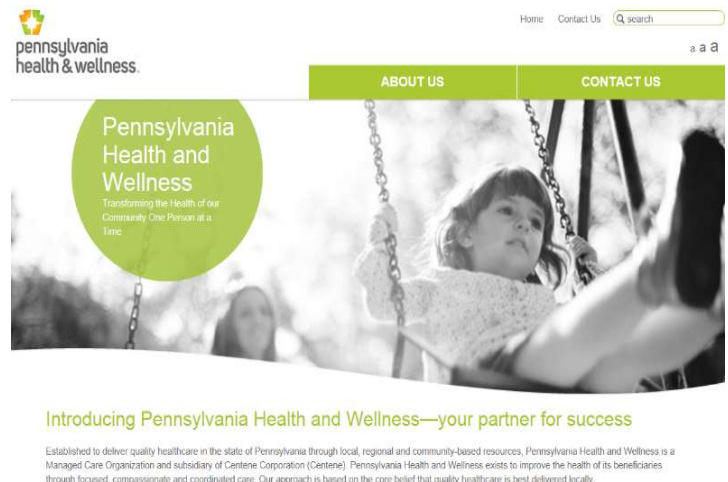 Home Contact Us search
pennsylvania
health & wellness.
a a a
ABOUT US CONTACT US
Pennsylvania
Health and
Wellness
Transforming the Health of our
Community One Person at a
Time
Introducing Pennsylvania Health and Wellness—your partner for success
Established to deliver quality healthcare in the state of Pennsylvania through local, regional and community-based resources, Pennsylvania Health and Wellness is a
Managed Care Organization and subsidiary of Centene Corporation (Centene). Pennsylvania Health and Wellness exists to improve the health of its beneficiaries
through focused, compassionate and coordinated care. Our approach is based on the core belief that quality healthcare is best delivered locally.